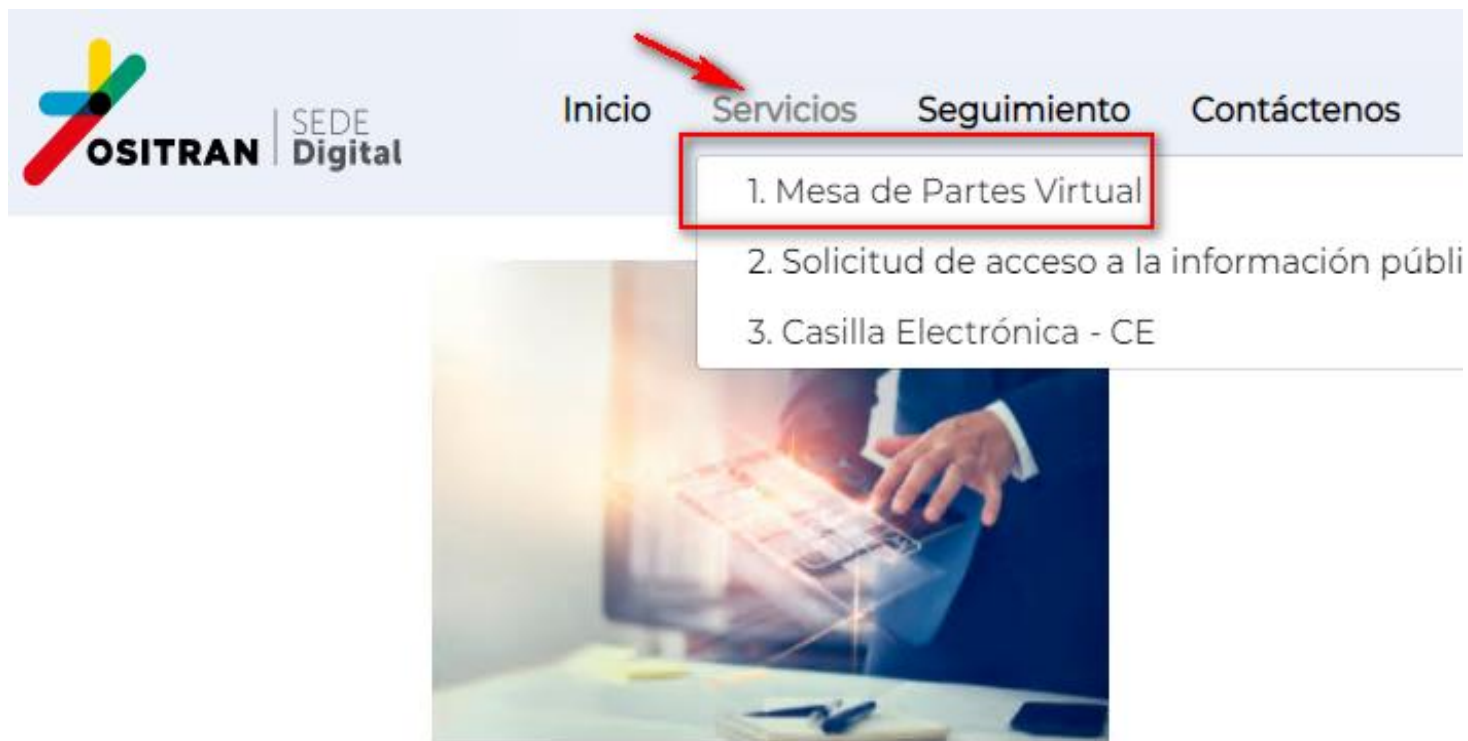 OSITRAN
SEDE
Digital
Inicio Servicios Seguimiento Contáctenos
1. Mesa de Partes Virtual
2. Solicitud de acceso a la información públi
3. Casilla Electrónica - CE